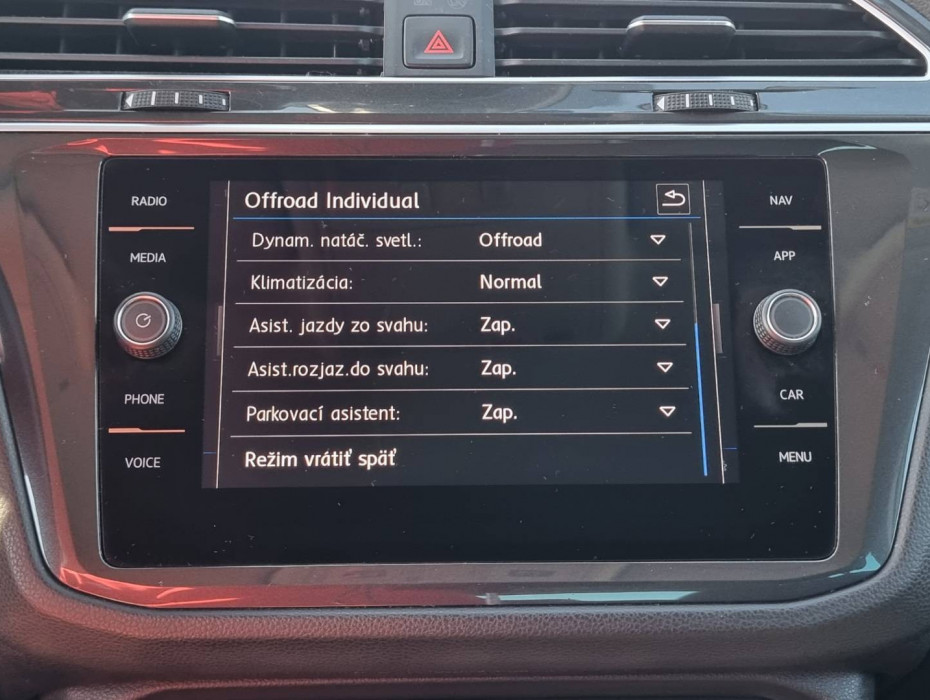 RADIO
MEDIA
PHONE
VOICE
Offroad Individual
Dynam. natáč. svetl.: Offroad
Klimatizácia: Normal
Asist. jazdy zo svahu: Zap.
Asist.rozjaz.do svahu: Zap.
Parkovací asistent: Zap.
Režim vrátiť späť
NAV
APP
CAR
MENU